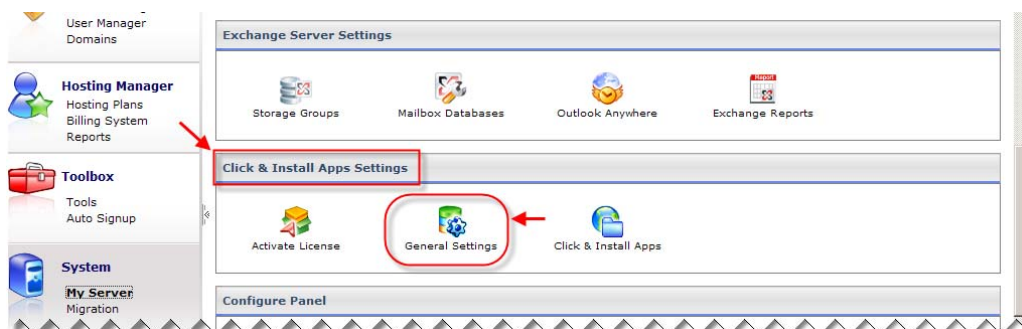 User Manager
Domains
Hosting Manager
Hosting Plans
Billing System
Reports
Toolbox
Tools
Auto Signup
System
My Server
Migration
Exchange Server Settings
Storage Groups
Mailbox Databases
Outlook Anywhere
Report
Exchange Reports
Click & Install Apps Settings
Activate License
General Settings
Click & Install Apps
Configure Panel